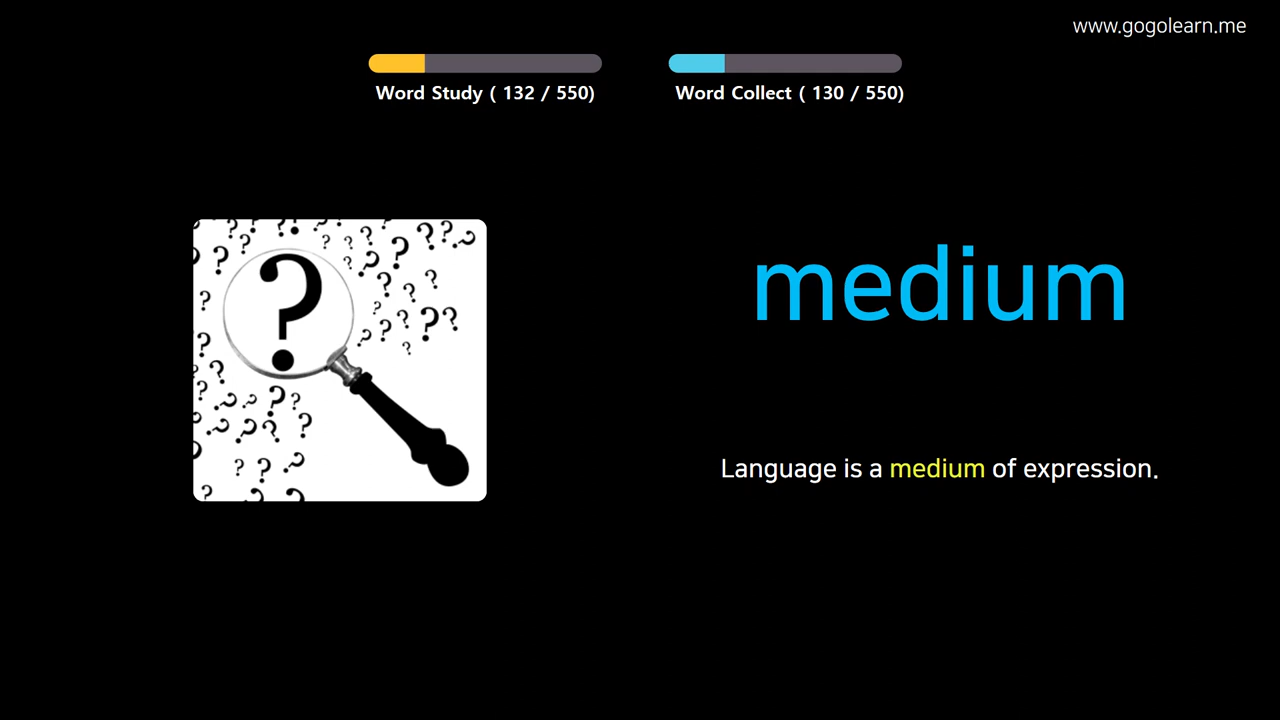 www.gogolearn.me
Word Study ( 132 / 550)
Word Collect ( 130 / 550)
medium
Language is a medium of expression.